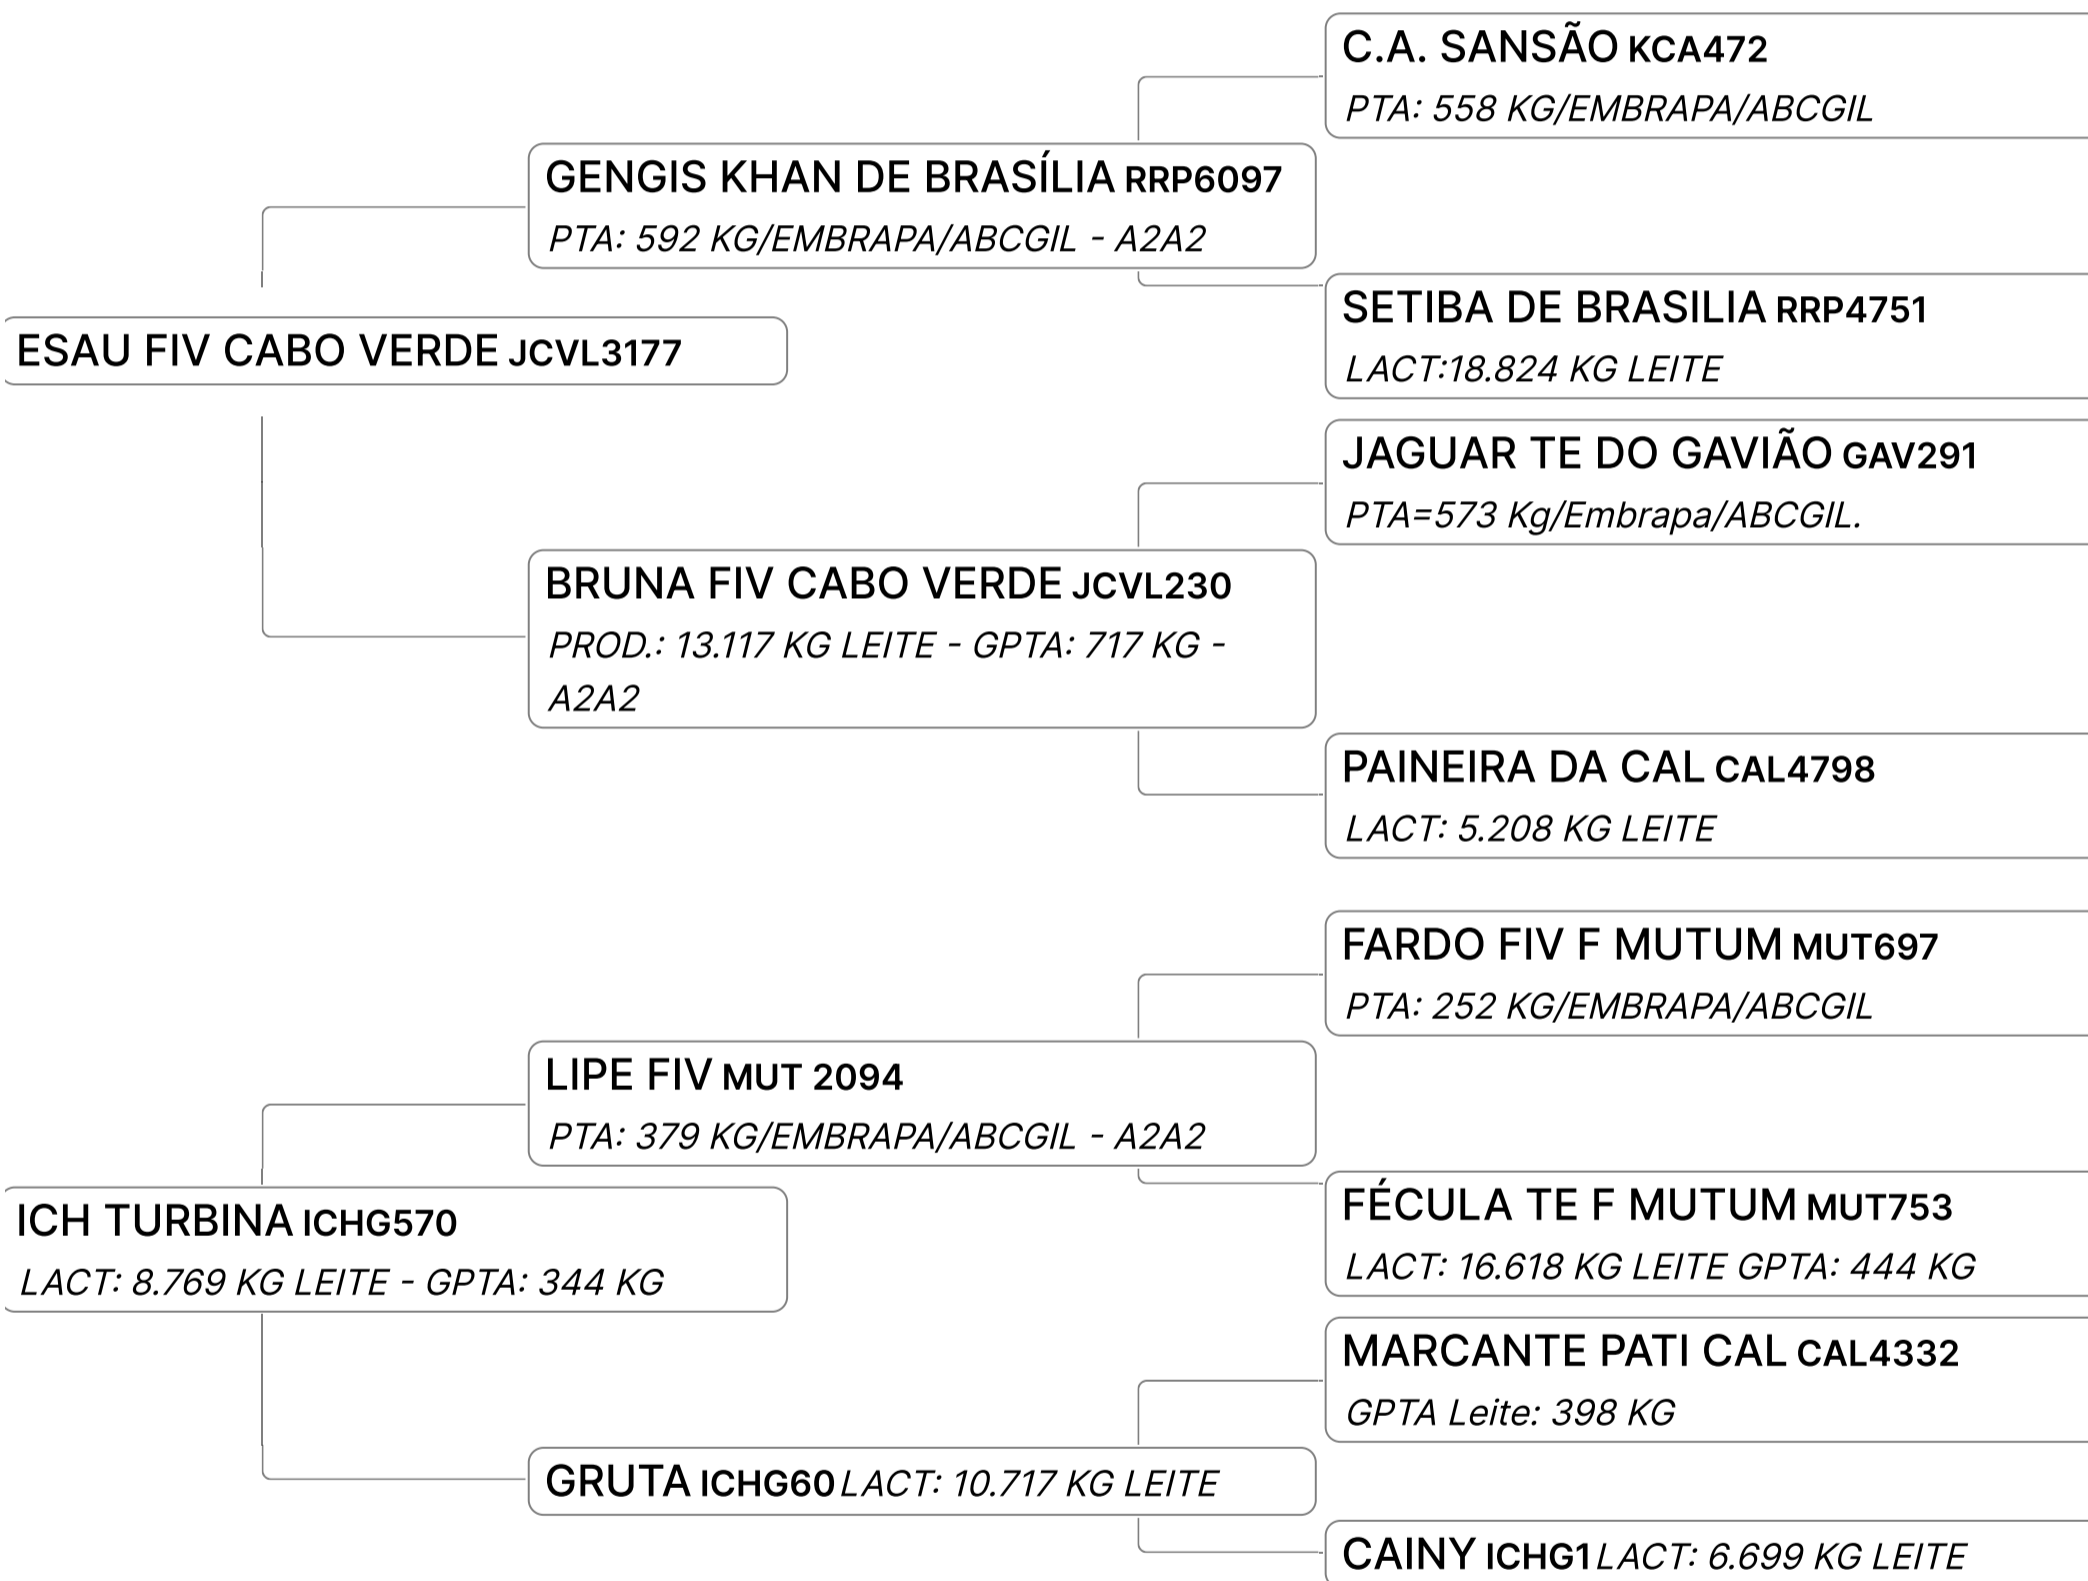 C.A. SANSÃO KCA472
PTA: 558 KG/EMBRAPA/ABCGIL
GENGIS KHAN DE BRASÍLIA RRP6097
PTA: 592 KG/EMBRAPA/ABCGIL - A2A2
SETIBA DE BRASILIA RRP4751
LACT:18.824 KG LEITE
ESAU FIV CABO VERDE JCVL3177
JAGUAR TE DO GAVIÃO GAV291
PTA=573 Kg/Embrapa/ABCGIL.
BRUNA FIV CABO VERDE JCVL230
PROD.: 13.117 KG LEITE - GPTA: 717 KG -
A2A2
PAINEIRA DA CAL CAL4798
LACT: 5.208 KG LEITE
FARDO FIV F MUTUM MUT697
PTA: 252 KG/EMBRAPA/ABCGIL
LIPE FIV MUT 2094
PTA: 379 KG/EMBRAPA/ABCGIL - A2A2
FÉCULA TE F MUTUM MUT753
LACT: 16.618 KG LEITE GPTA: 444 KG
ICH TURBINA ICHG570
LACT: 8.769 KG LEITE - GPTA: 344 KG
MARCANTE PATI CAL CAL4332
GPTA Leite: 398 KG
GRUTA ICHG60 LACT: 10.717 KG LEITE
CAINY ICHG1 LACT: 6.699 KG LEITE